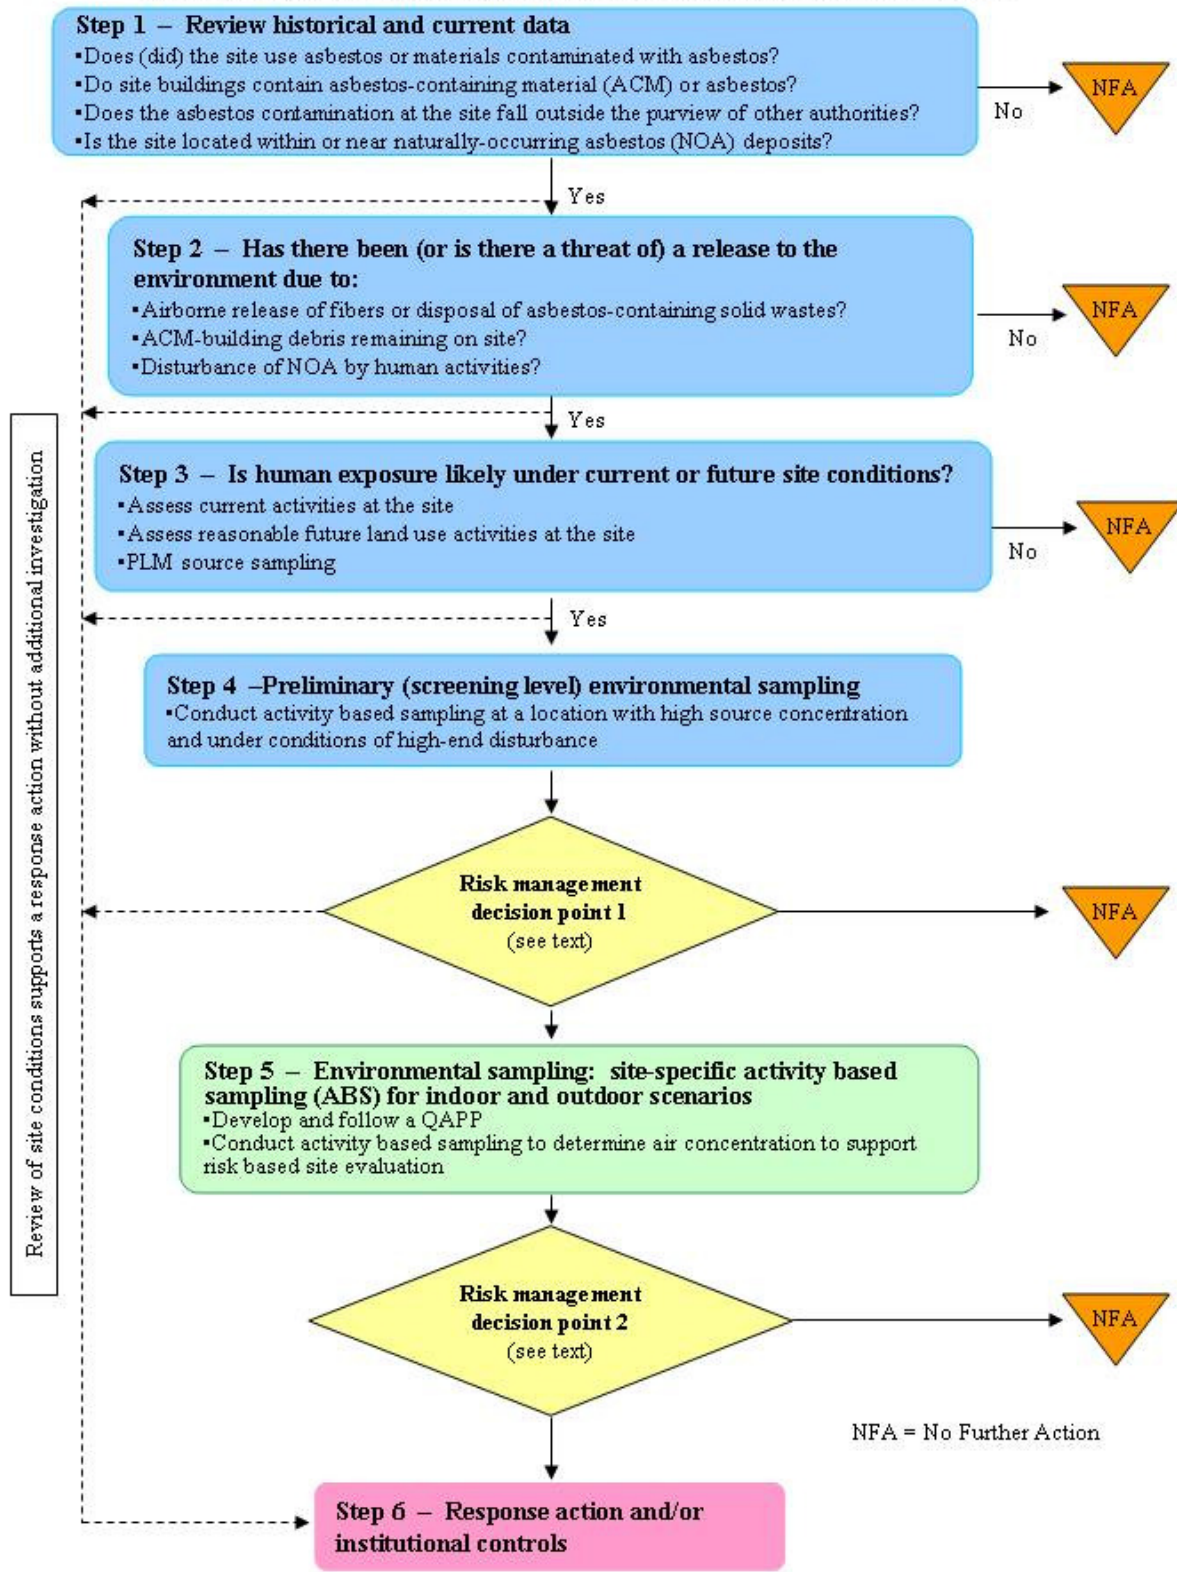 Step 1 – Review historical and current data
▪Does (did) the site use asbestos or materials contaminated with asbestos?
▪Do site buildings contain asbestos-containing material (ACM) or asbestos?
▪Does the asbestos contamination at the site fall outside the purview of other authorities?
▪Is the site located within or near naturally-occurring asbestos (NOA) deposits?
No
NFA
Yes
Step 2 – Has there been (or is there a threat of) a release to the
environment due to:
▪Airborne release of fibers or disposal of asbestos-containing solid wastes?
▪ACM-building debris remaining on site?
▪Disturbance of NOA by human activities?
No
NFA
Yes
Step 3 – Is human exposure likely under current or future site conditions?
▪Assess current activities at the site
▪Assess reasonable future land use activities at the site
▪PLM source sampling
No
NFA
Yes
Review of site conditions supports a response action without additional investigation
Step 4 –Preliminary (screening level) environmental sampling
▪Conduct activity based sampling at a location with high source concentration
and under conditions of high-end disturbance
Risk management
decision point 1
(see text)
NFA
Step 5 – Environmental sampling: site-specific activity based
sampling (ABS) for indoor and outdoor scenarios
▪Develop and follow a QAPP
▪Conduct activity based sampling to determine air concentration to support
risk based site evaluation
Risk management
decision point 2
(see text)
NFA
NFA = No Further Action
Step 6 – Response action and/or
institutional controls